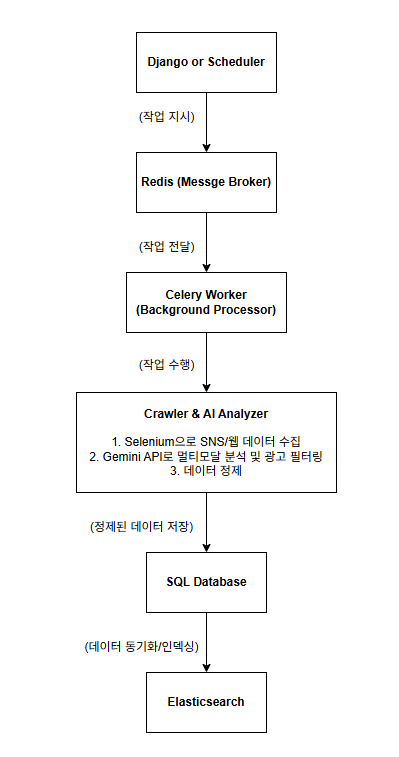 Django or Scheduler
(작업 지시)
Redis (Messge Broker)
(작업 전달)
Celery Worker
(Background Processor)
(작업 수행)
Crawler & AI Analyzer
1. Selenium으로 SNS/웹 데이터 수집
2. Gemini API로 멀티모달 분석 및 광고 필터링
3. 데이터 정제
(정제된 데이터 저장)
SQL Database
(데이터 동기화/인덱싱)
Elasticsearch